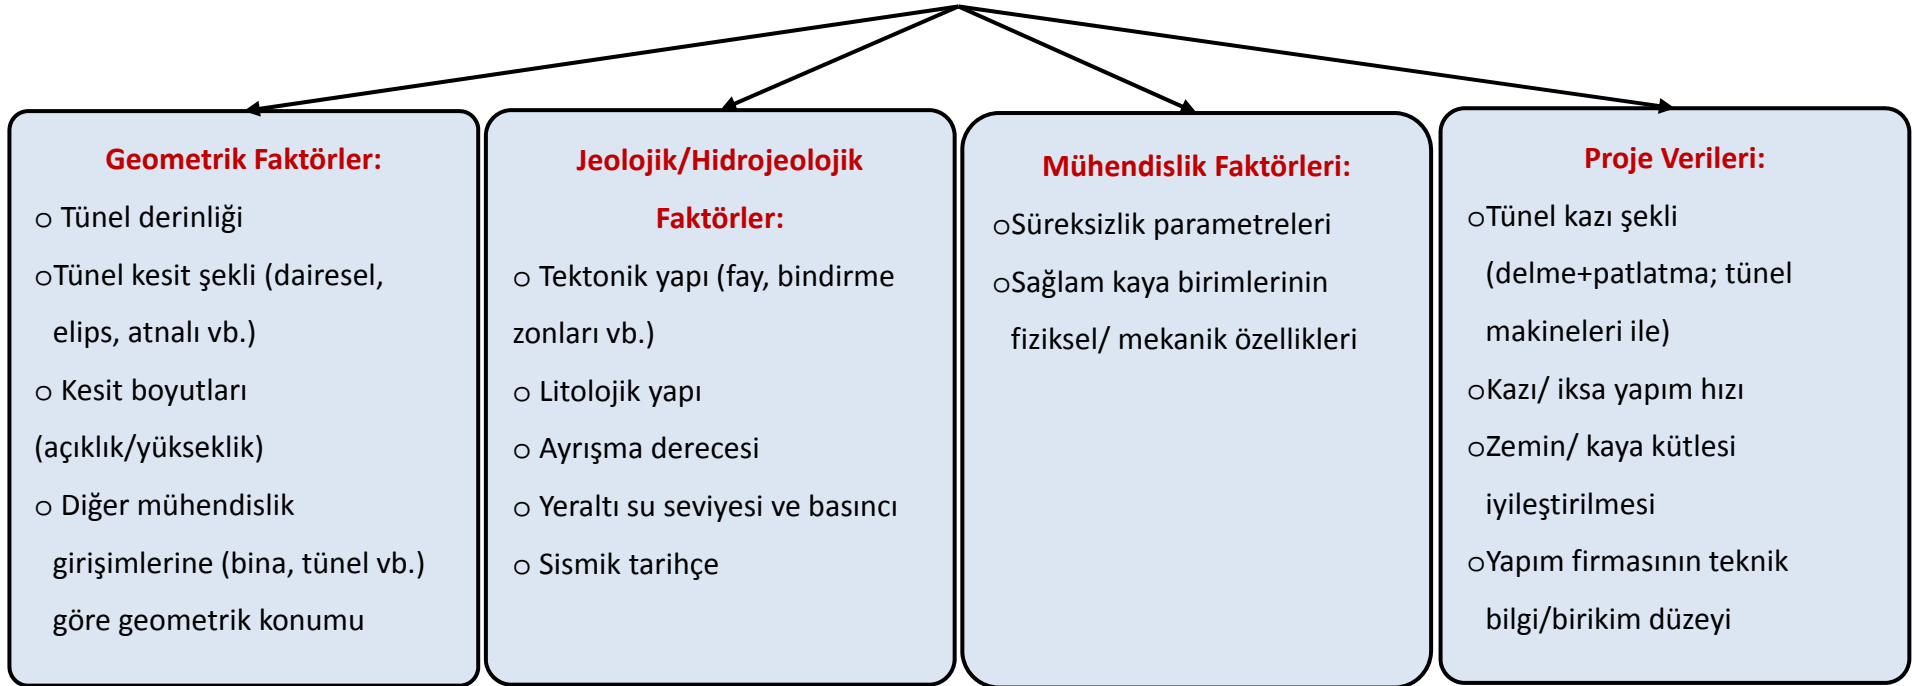 Geometrik Faktörler:
o Tünel derinliği
oTünel kesit şekli (dairesel,
elips, atnalı vb.)
o Kesit boyutları
(açıklık/yükseklik)
o Diğer mühendislik
girişimlerine (bina, tünel vb.)
göre geometrik konumu
Jeolojik/Hidrojeolojik
Faktörler:
o Tektonik yapı (fay, bindirme
zonları vb.)
o Litolojik yapı
o Ayrışma derecesi
o Yeraltı su seviyesi ve basıncı
o Sismik tarihçe
Mühendislik Faktörleri:
oSüreksizlik parametreleri
oSağlam kaya birimlerinin
fiziksel/ mekanik özellikleri
Proje Verileri:
oTünel kazı şekli
(delme+patlatma; tünel
makineleri ile)
oKazı/ iksa yapım hızı
oZemin/ kaya kütlesi
iyileştirilmesi
oYapım firmasının teknik
bilgi/birikim düzeyi